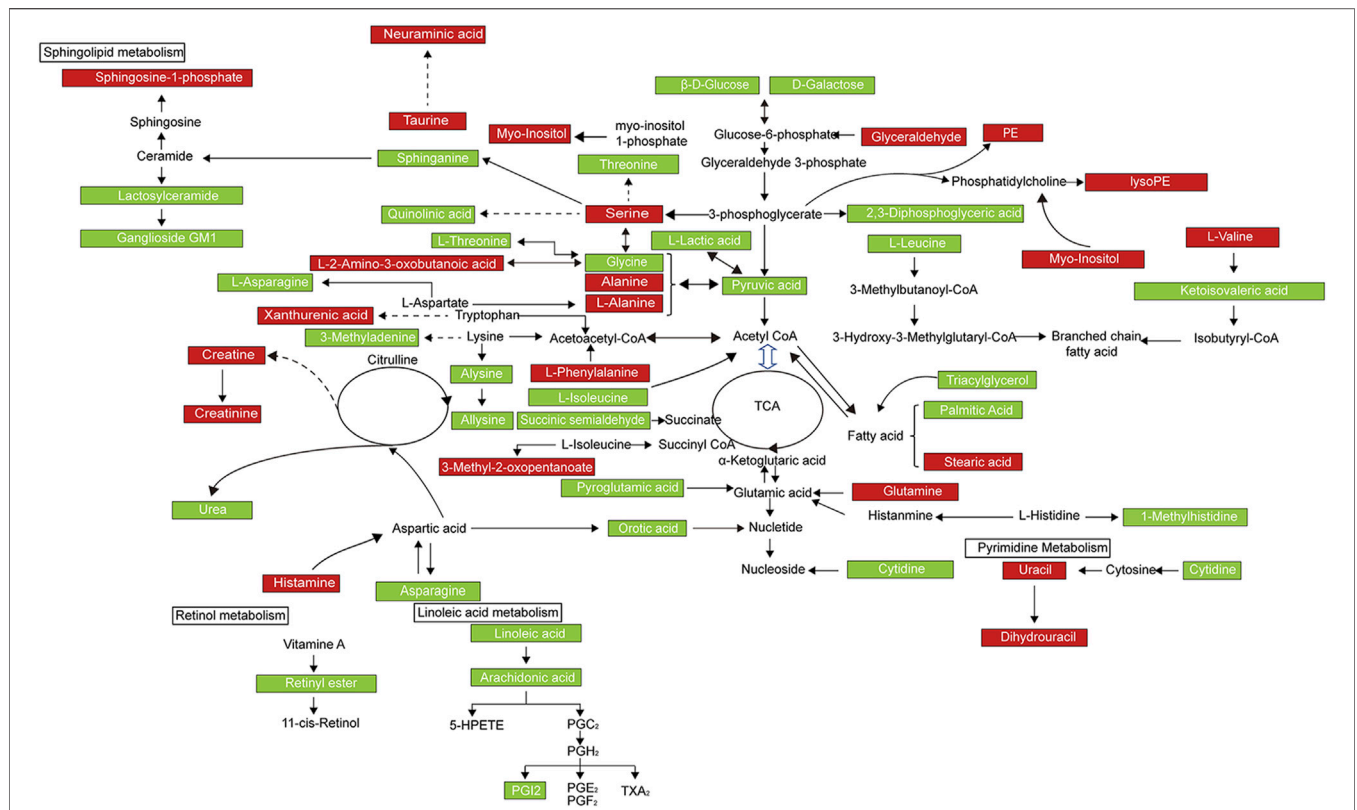 Neuraminic acid
Sphingolipid metabolism
Sphingosine-1-phosphate
β-D-Glucose
D-Galactose
Sphingosine
Taurine
Myo-Inositol
myo-inositol
1-phosphate
Glucose-6-phosphate
Glyceraldehyde
PE
Ceramide
Sphinganine
Threonine
Glyceraldehyde 3-phosphate
Phosphatidylcholine
lysoPE
Lactosylceramide
Quinolinic acid
Serine
3-phosphoglycerate
2,3-Diphosphoglyceric acid
Ganglioside GM1
L-Threonine
L-Lactic acid
L-Leucine
L-Valine
L-2-Amino-3-oxobutanoic acid
Glycine
Myo-Inositol
L-Asparagine
Alanine
Pyruvic acid
3-Methylbutanoyl-CoA
Ketoisovaleric acid
L-Aspartate
L-Alanine
Xanthurenic acid
Tryptophan
3-Methyladenine
Lysine
Acetoacetyl-CoA
Acetyl CoA
3-Hydroxy-3-Methylglutaryl-CoA
Branched chain
fatty acid
Isobutyryl-CoA
Creatine
Citrulline
Alysine
L-Phenylalanine
Triacylglycerol
L-Isoleucine
Creatinine
Allysine
Succinic semialdehyde
Succinate
TCA
Palmitic Acid
Fatty acid
L-Isoleucine
Succinyl CoA
3-Methyl-2-oxopentanoate
α-Ketoglutaric acid
Stearic acid
Pyroglutamic acid
Glutamic acid
Glutamine
Urea
Histanmine
L-Histidine
1-Methylhistidine
Aspartic acid
Orotic acid
Nucletide
Pyrimidine Metabolism
Nucleoside
Cytidine
Uracil
Cytosine
Cytidine
Histamine
Asparagine
Retinol metabolism
Linoleic acid metabolism
Linoleic acid
Dihydrouracil
Vitamine A
Retinyl ester
Arachidonic acid
11-cis-Retinol
5-HPETE
PGC₂
PGH₂
PGI2
PGE₂
PGF₂
TXA₂